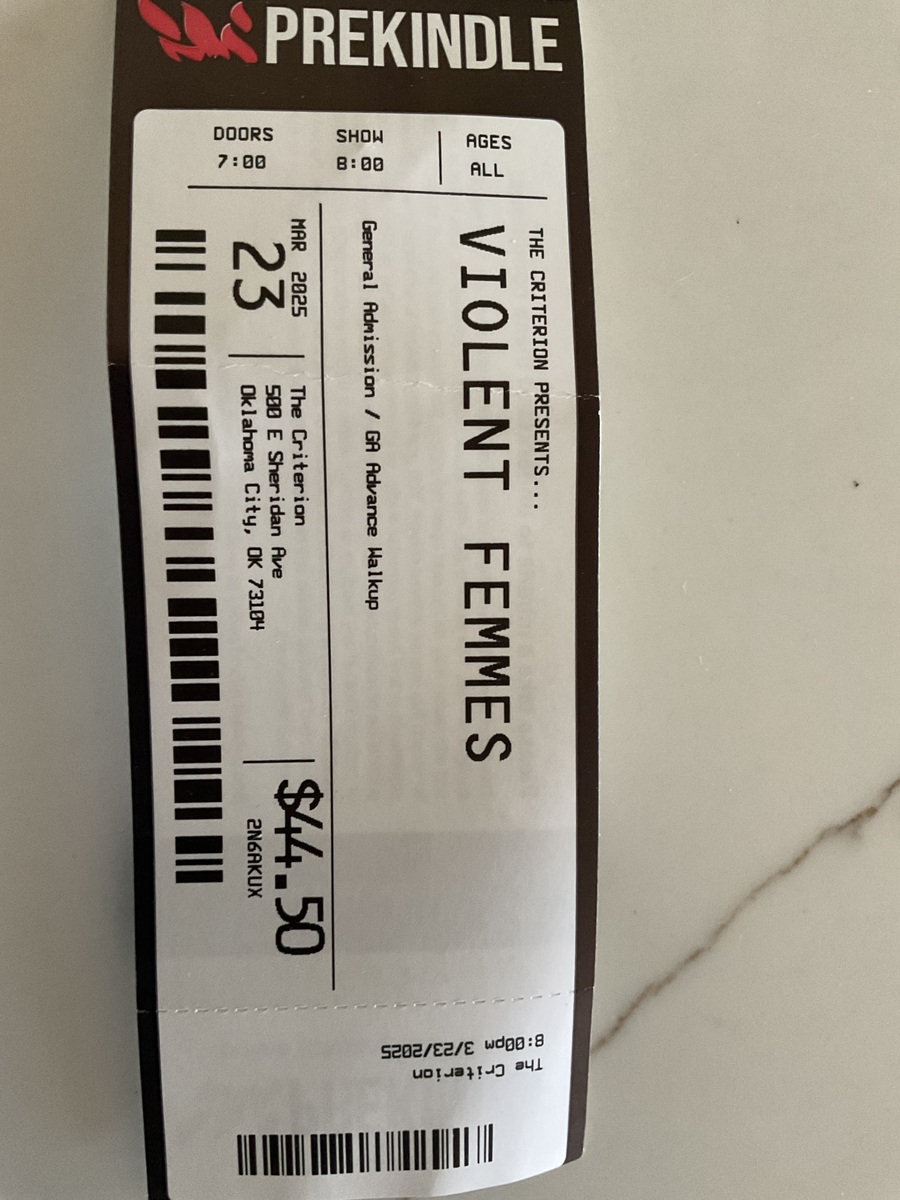 PREKINDLE
DOORS
7:00
SHOW
8:00
AGES
ALL
THE CRITERION PRESENTS...
VIOLENT FEMMES
General Admission / GA Advance Walkup
MAR 2025
23
The Criterion
500 E Sheridan Ave
Oklahoma City, OK 73104
$44.50
2N6AKUX
The Criterion
8:00pm 3/23/2025